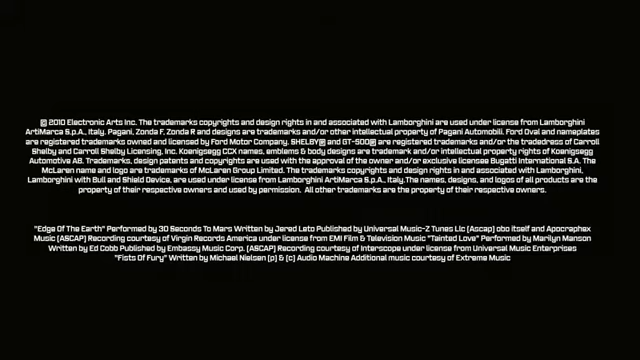 © 2010 Electronic Arts Inc. The trademarks copyrights and design rights in and associated with Lamborghini are used under license from Lamborghini
ArtiMarca S.p.A., Italy. Pagani, Zonda F, Zonda R and designs are trademarks and/or other intellectual property of Pagani Automobili. Ford Oval and nameplates
are registered trademarks owned and licensed by Ford Motor Company. SHELBY® and GT-500® are registered trademarks and/or the tradedress of Carroll
Shelby and Carroll Shelby Licensing, Inc. Koenigsegg CCX names, emblems & body designs are trademark and/or intellectual property rights of Koenigsegg
Automotive AB. Trademarks, design patents and copyrights are used with the approval of the owner and/or exclusive licensee Bugatti International S.A. The
McLaren name and logo are trademarks of McLaren Group Limited. The trademarks copyrights and design rights in and associated with Lamborghini,
Lamborghini with Bull and Shield Device, are used under license from Lamborghini ArtiMarca S.p.A., Italy.The names, designs, and logos of all products are the
property of their respective owners and used by permission. All other trademarks are the property of their respective owners.
"Edge Of The Earth" Performed by 30 Seconds To Mars Written by Jered Leto Published by Universal Music-Z Tunes Llc (Ascap) obo itself and Apocraphex
Music (ASCAP) Recording courtesy of Virgin Records America under license from EMI Film & Television Music "Tainted Love" Performed by Marilyn Manson
Written by Ed Cobb Published by Embassy Music Corp. (ASCAP) Recording courtesy of Interscope under license from Universal Music Enterprises
"Fists Of Fury" Written by Michael Nielsen (p) & (c) Audio Machine Additional music courtesy of Extreme Music